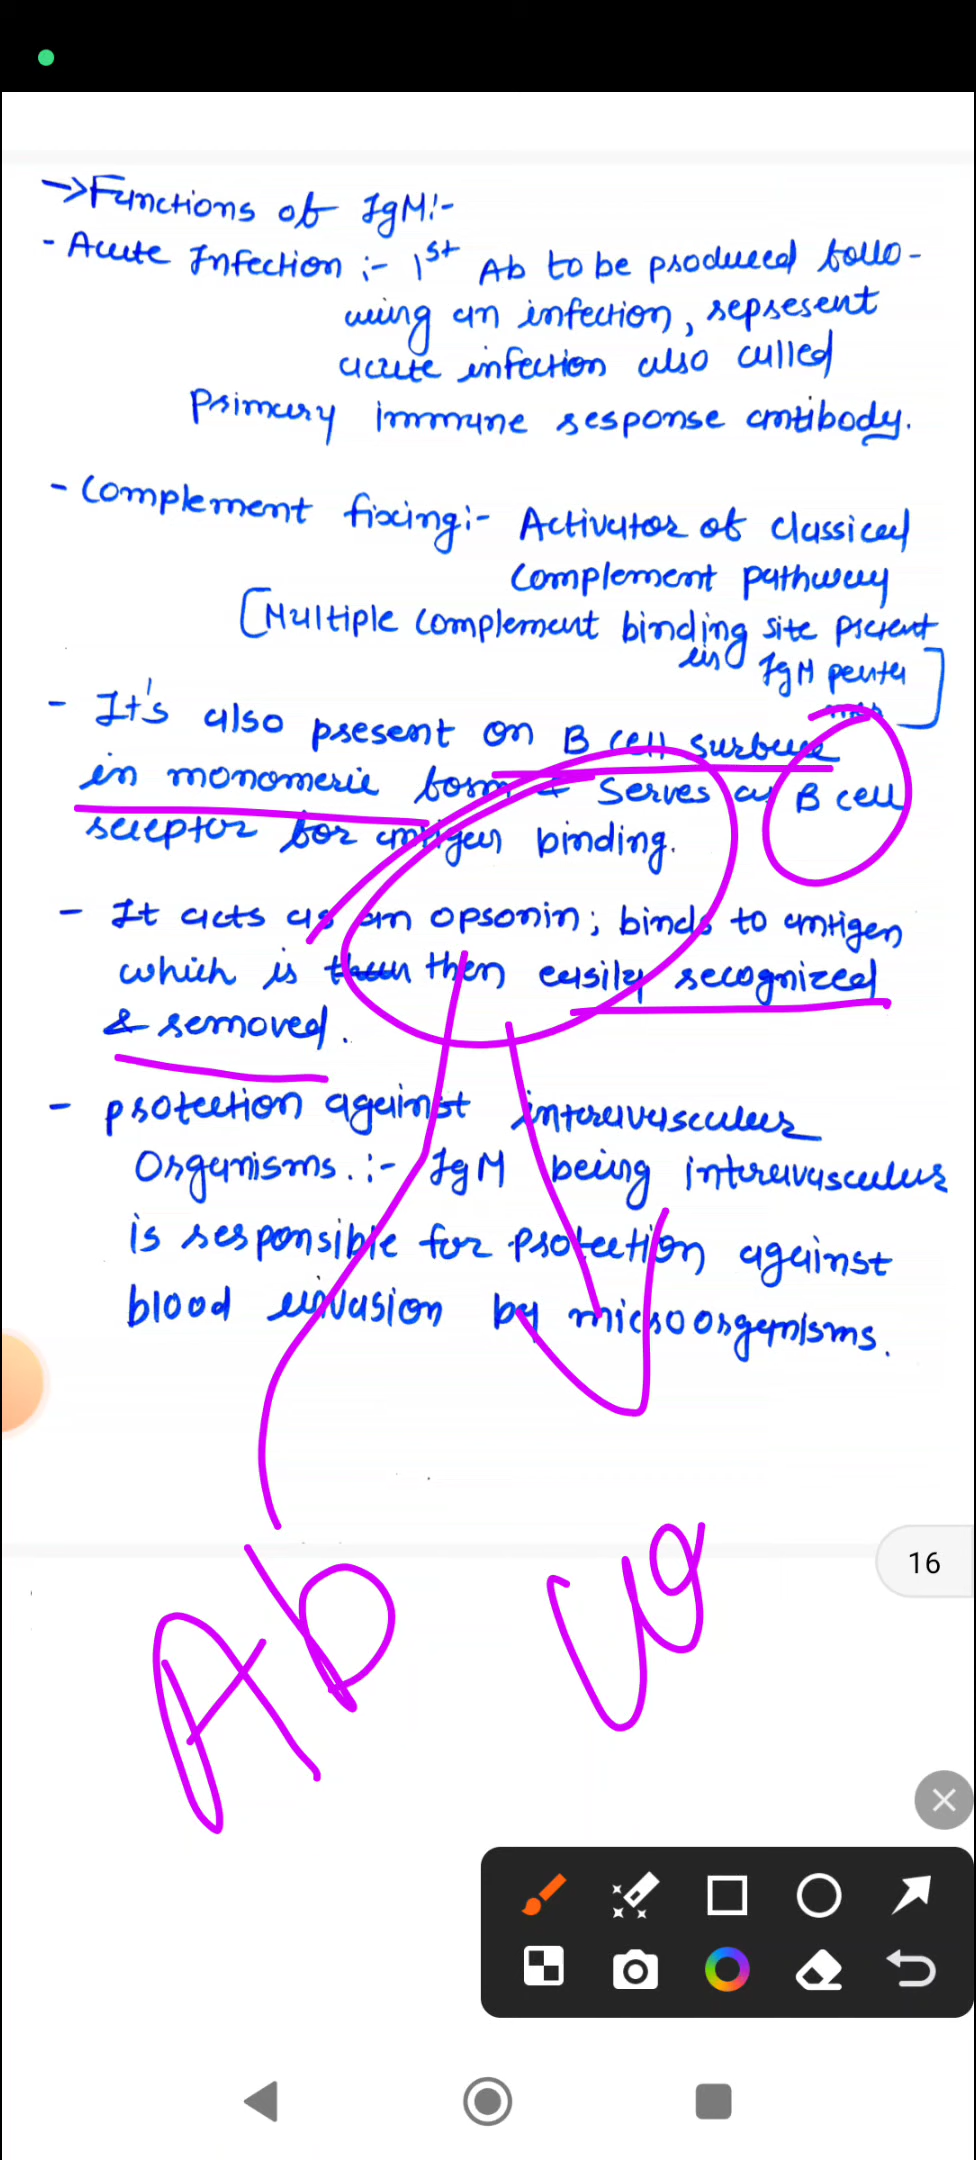 →Functions of IgM:-
- Acute Infection :- 1st Ab to be produced follo-
wing an infection, represent
acute infection also called
Primary immune response antibody.
- Complement fixing:- Activator of classical
complement pathway
[Multiple complement binding site present
in IgM penta
mer]
- It's also present on B cell surface
in monomeric form & serves as B cell
receptor for antigen binding.
- It acts as an opsonin; binds to antigen
which is then easily recognized
& removed.
- protection against intravascular
Organisms. :- IgM being intravascular
is responsible for protection against
blood invasion by microorganisms.
16
Ab